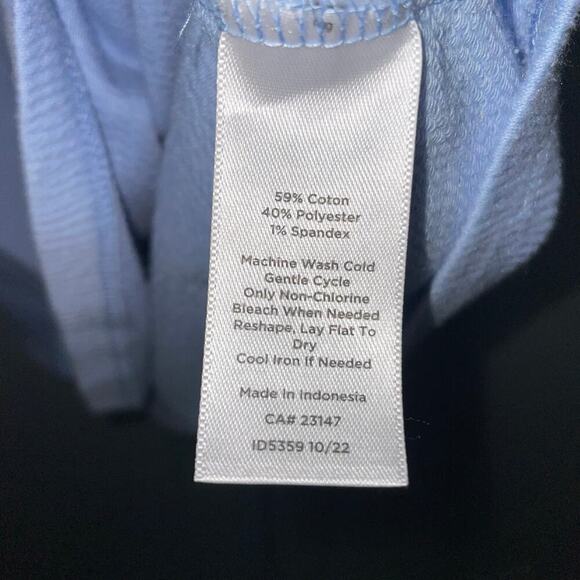 59% Coton
40% Polyester
1% Spandex
Machine Wash Cold
Gentle Cycle
Only Non-Chlorine
Bleach When Needed
Reshape, Lay Flat To
Dry
Cool Iron If Needed
Made In Indonesia
CA# 23147
ID5359 10/22